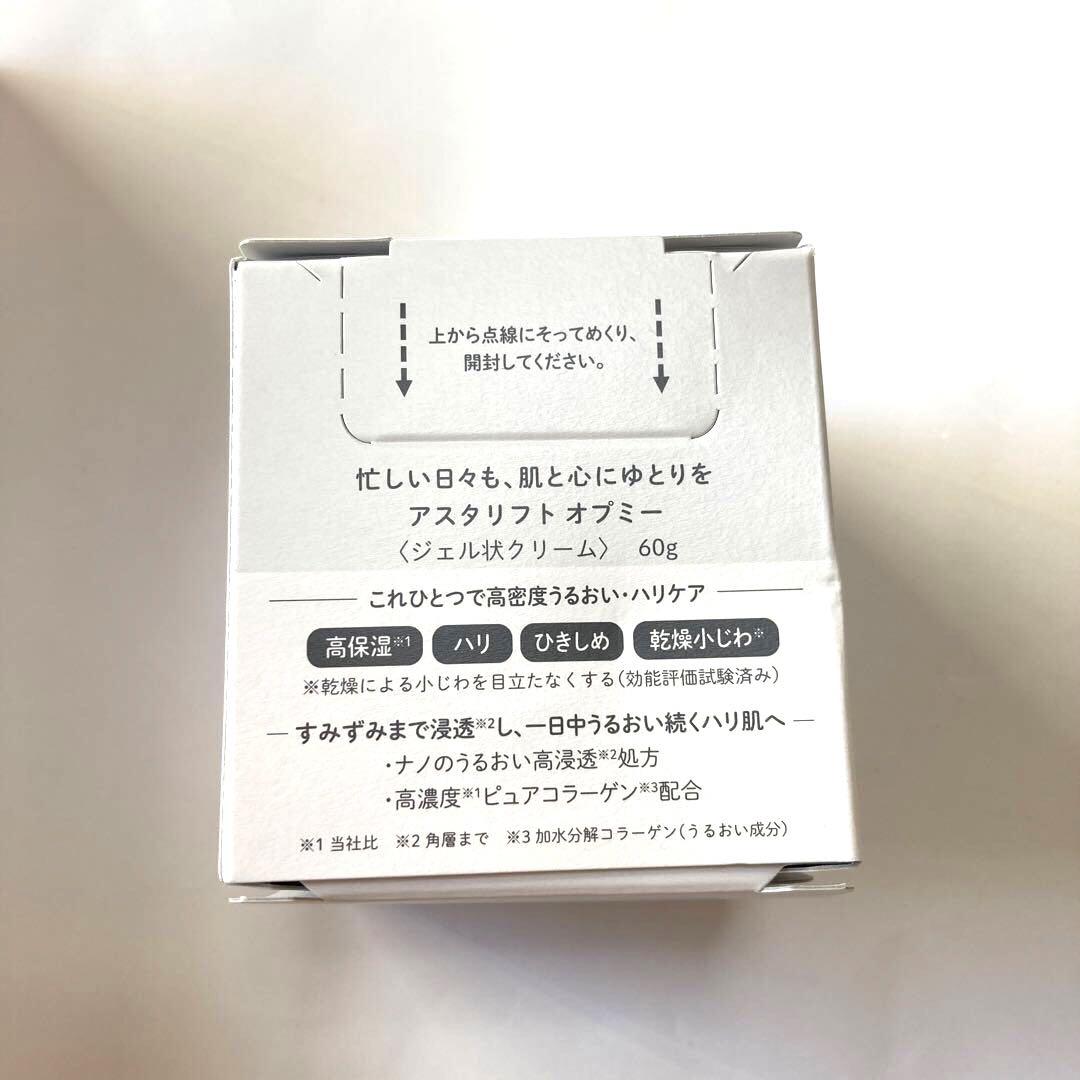 上から点線にそってめくり、
開封してください。
忙しい日々も、肌と心にゆとりを
アスタリフト オプミー
〈ジェル状クリーム〉 60g
これひとつで高密度うるおい・ハリケア
高保湿※1 ハリ ひきしめ 乾燥小じわ※
※乾燥による小じわを目立たなくする(効能評価試験済み)
すみずみまで浸透※2し、一日中うるおい続くハリ肌へ
・ナノのうるおい高浸透※2処方
・高濃度※1ピュアコラーゲン※3配合
※1 当社比 ※2 角層まで ※3 加水分解コラーゲン(うるおい成分)